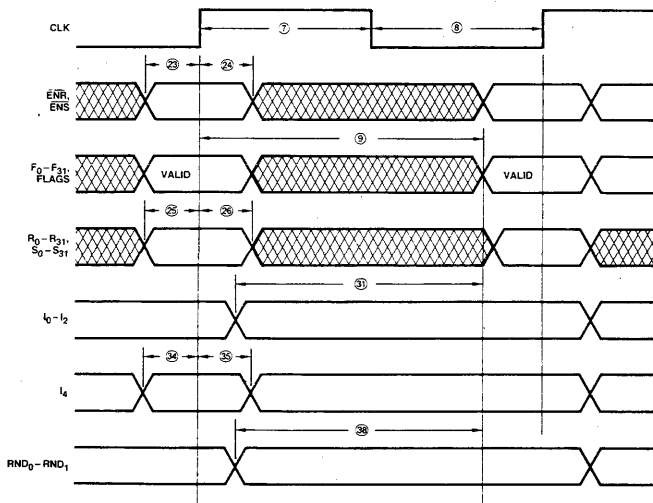 CLK
⑦
⑧
㉓
㉔
ENR,
ENS
⑨
F0–F31,
FLAGS
VALID
VALID
㉕
㉖
R0–R31,
S0–S31
㉛
I0–I2
㉞
㉟
I4
㊳
RND0–RND1